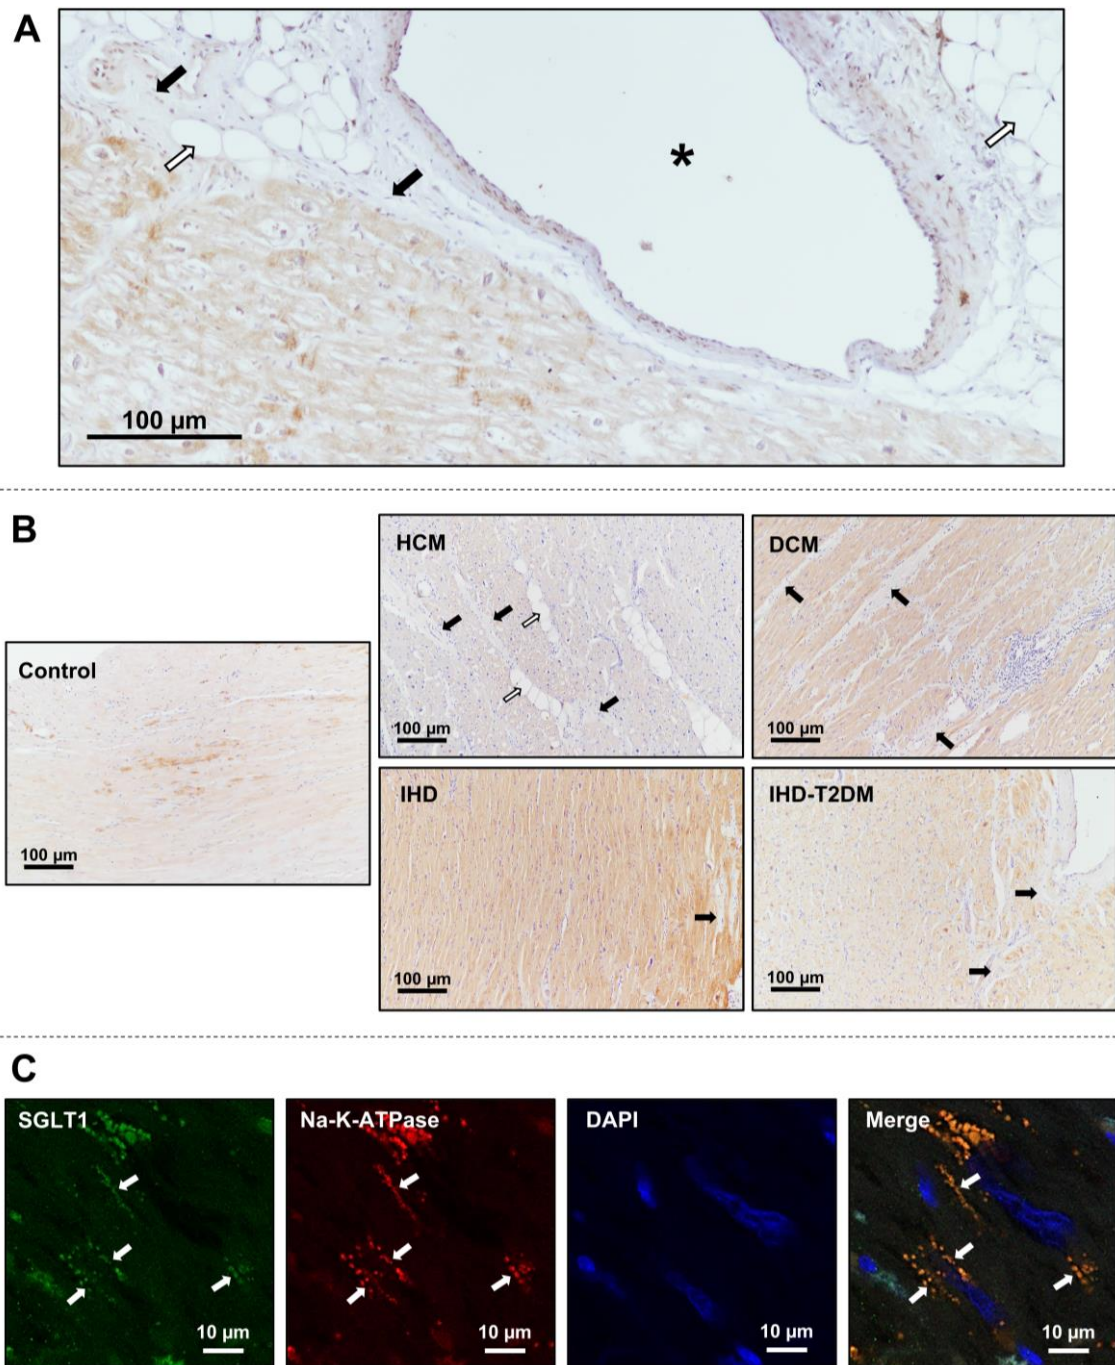 A
*
100 µm
B
Control
100 µm
HCM
100 µm
DCM
100 µm
IHD
100 µm
IHD-T2DM
100 µm
C
SGLT1
10 µm
Na-K-ATPase
10 µm
DAPI
10 µm
Merge
10 µm